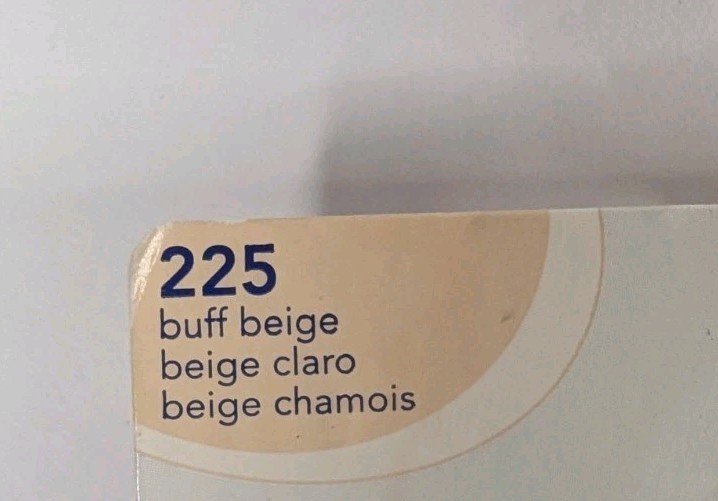 225
buff beige
beige claro
beige chamois